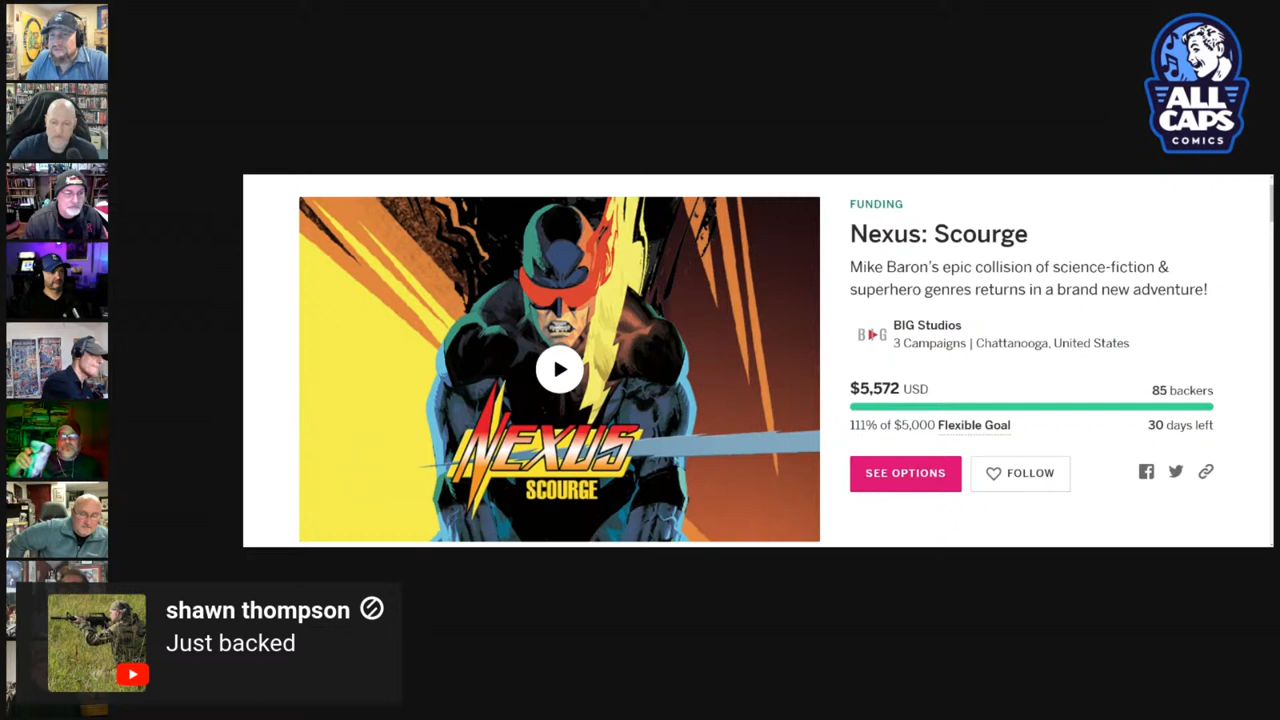 ALL
CAPS
COMICS
FUNDING
Nexus: Scourge
Mike Baron's epic collision of science-fiction &
superhero genres returns in a brand new adventure!
BIG
BIG Studios
3 Campaigns | Chattanooga, United States
$5,572 USD
85 backers
111% of $5,000 Flexible Goal
30 days left
SEE OPTIONS
FOLLOW
NEXUS
SCOURGE
shawn thompson
Just backed